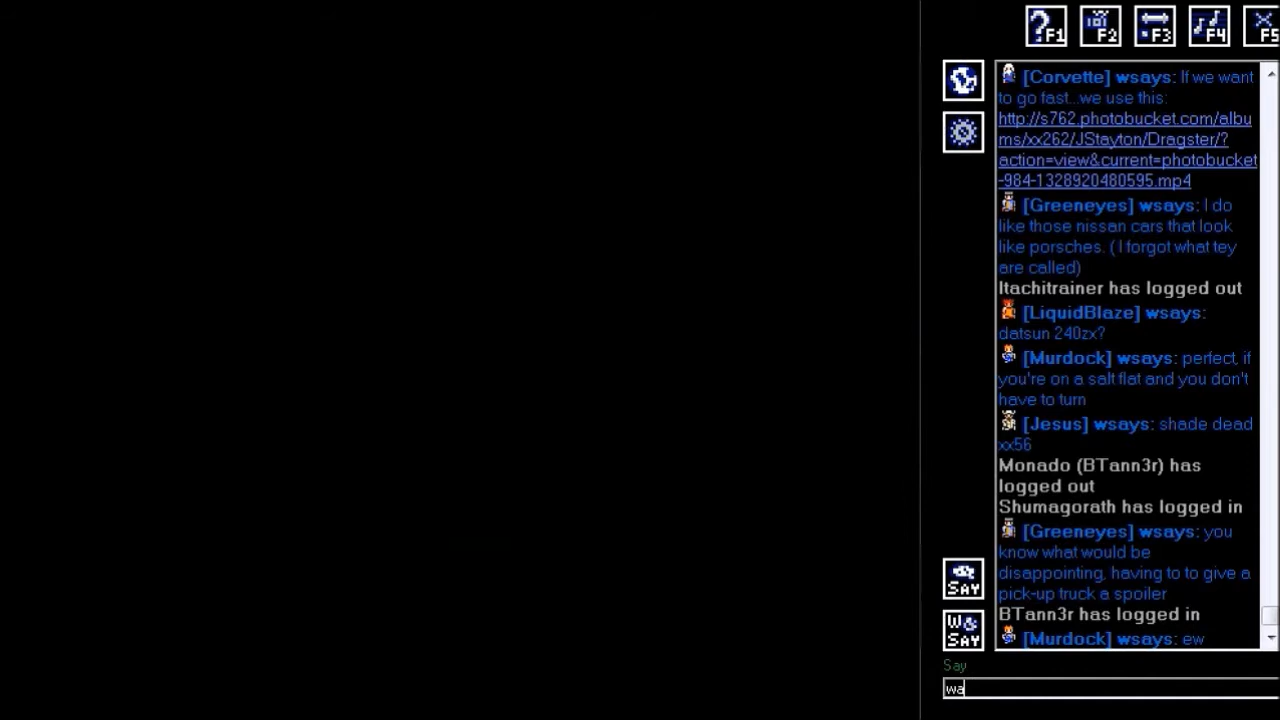 ?F1 F2 F3 F4 F5
[Corvette] wsays: If we want
to go fast...we use this:
http://s762.photobucket.com/albu
ms/xx262/JStayton/Dragster/?
action=view&current=photobucket
-984-1328920480595.mp4
[Greeneyes] wsays: I do
like those nissan cars that look
like porsches. ( I forgot what tey
are called)
Itachitrainer has logged out
[LiquidBlaze] wsays:
datsun 240zx?
[Murdock] wsays: perfect, if
you're on a salt flat and you don't
have to turn
[Jesus] wsays: shade dead
xx56
Monado (BTann3r) has
logged out
Shumagorath has logged in
[Greeneyes] wsays: you
know what would be
disappointing, having to to give a
pick-up truck a spoiler
BTann3r has logged in
[Murdock] wsays: ew
SAY
W&
SAY
Say
wa